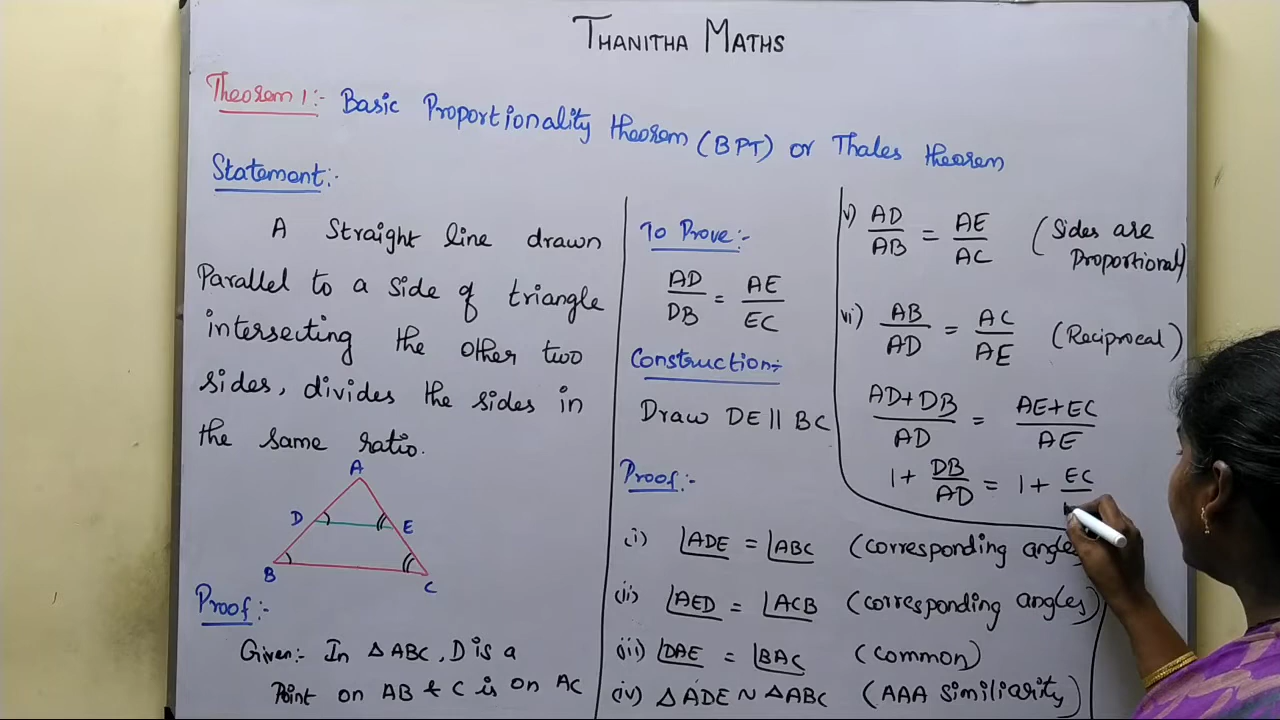 THANITHA MATHS
Theorem 1:- Basic Proportionality theorem (BPT) or Thales theorem
Statement:-
A Straight line drawn
Parallel to a side of triangle
intersecting the other two
sides, divides the sides in
the same ratio.
A
D E
B C
Proof:-
Given:- In △ABC, D is a
Point on AB & C is on AC
To Prove:-
AD/DB = AE/EC
Construction:-
Draw DE || BC
Proof:-
(i) ∠ADE = ∠ABC (corresponding angles
(ii) ∠AED = ∠ACB (corresponding angles)
(iii) ∠DAE = ∠BAC (common)
(iv) △ADE ~ △ABC (AAA similiarity)
v) AD/AB = AE/AC (Sides are
Proportional)
vi) AB/AD = AC/AE (Reciprocal)
AD+DB/AD = AE+EC/AE
1 + DB/AD = 1 + EC/